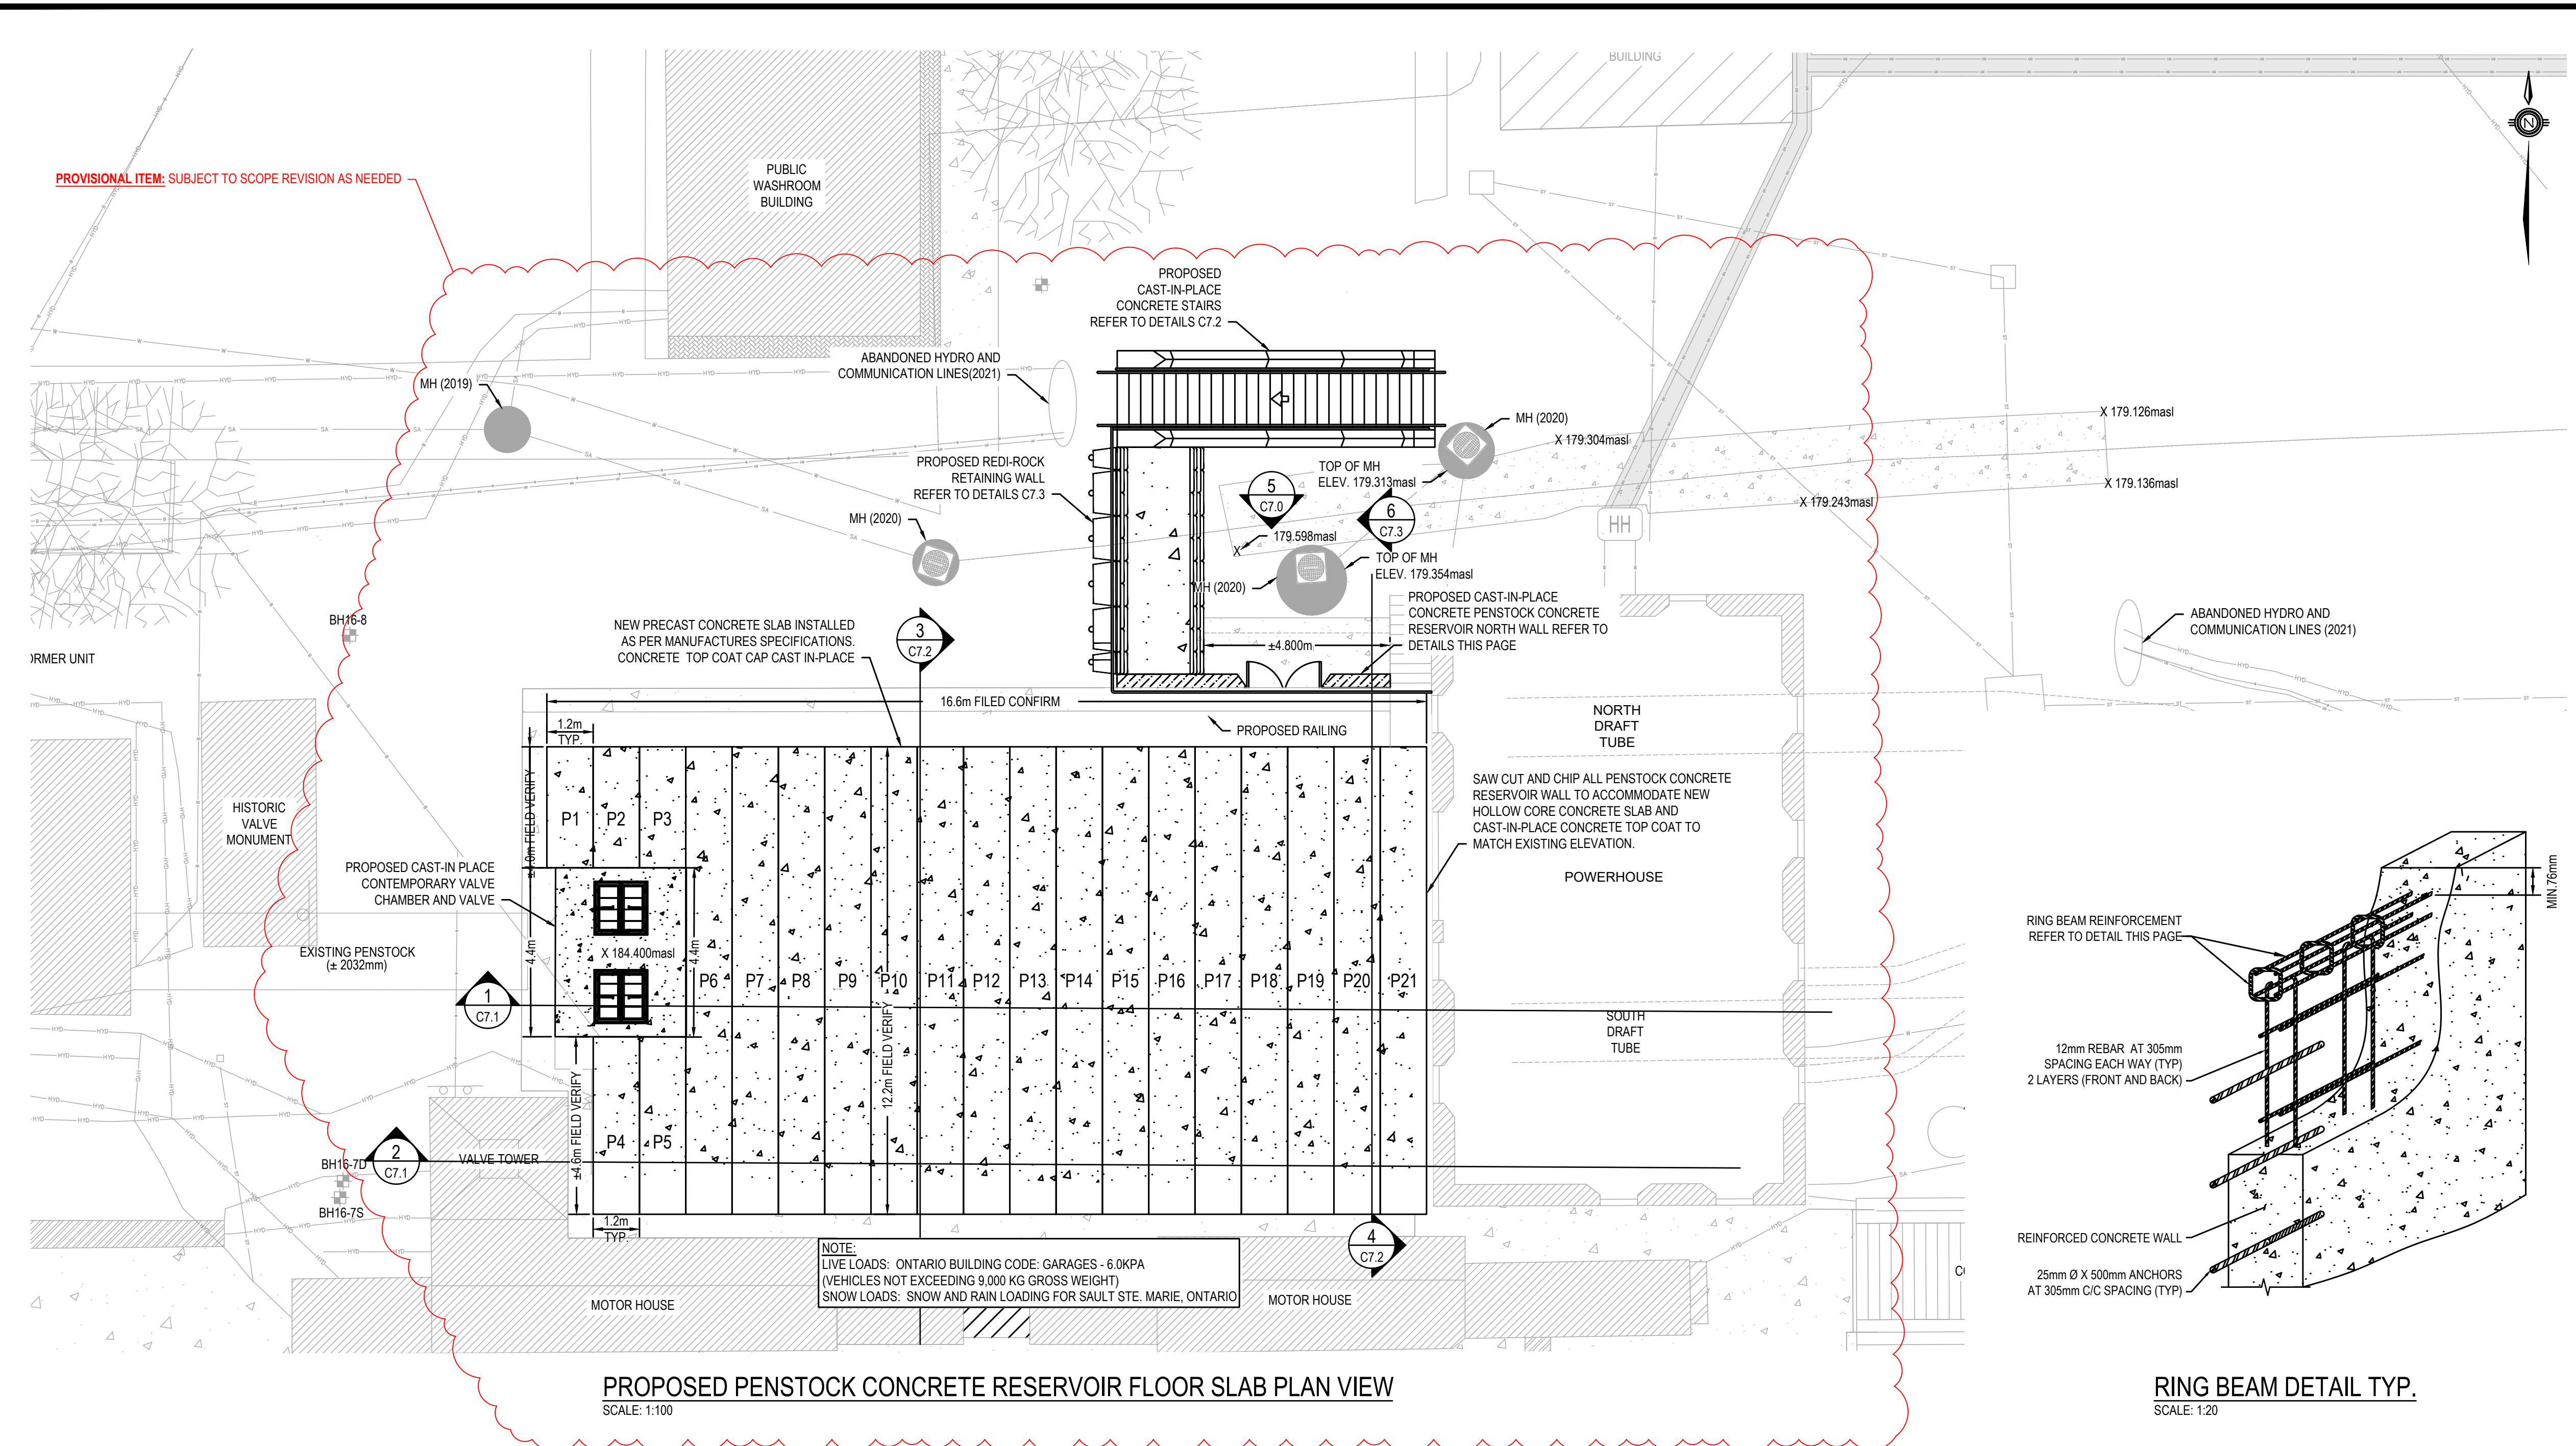 BUILDING
N
PROVISIONAL ITEM: SUBJECT TO SCOPE REVISION AS NEEDED
PUBLIC
WASHROOM
BUILDING
PROPOSED
CAST-IN-PLACE
CONCRETE STAIRS
REFER TO DETAILS C7.2
ABANDONED HYDRO AND
COMMUNICATION LINES(2021)
MH (2019)
MH (2020)
X 179.304masl
X 179.126masl
X 179.136masl
X 179.243masl
TOP OF MH
ELEV. 179.313masl
PROPOSED REDI-ROCK
RETAINING WALL
REFER TO DETAILS C7.3
5
C7.0
6
C7.3
HH
MH (2020)
X
179.598masl
TOP OF MH
ELEV. 179.354masl
MH (2020)
PROPOSED CAST-IN-PLACE
CONCRETE PENSTOCK CONCRETE
RESERVOIR NORTH WALL REFER TO
DETAILS THIS PAGE
±4.800m
ABANDONED HYDRO AND
COMMUNICATION LINES (2021)
BH16-8
ORMER UNIT
NEW PRECAST CONCRETE SLAB INSTALLED
AS PER MANUFACTURES SPECIFICATIONS.
CONCRETE  TOP COAT CAP CAST IN-PLACE
3
C7.2
16.6m FILED CONFIRM
PROPOSED RAILING
1.2m
TYP.
NORTH
DRAFT
TUBE
SAW CUT AND CHIP ALL PENSTOCK CONCRETE
RESERVOIR WALL TO ACCOMMODATE NEW
HOLLOW CORE CONCRETE SLAB AND
CAST-IN-PLACE CONCRETE TOP COAT TO
MATCH EXISTING ELEVATION.
HISTORIC
VALVE
MONUMENT
P1
P2
P3
FIELD VERIFY
PROPOSED CAST-IN PLACE
CONTEMPORARY VALVE
CHAMBER AND VALVE
POWERHOUSE
EXISTING PENSTOCK
(± 2032mm)
4.4m
X 184.400masl
4.4m
P6
P7
P8
P9
P10
P11
P12
P13
P14
P15
P16
P17
P18
P19
P20
P21
1
C7.1
12.2m FIELD VERIFY
SOUTH
DRAFT
TUBE
±4.6m FIELD VERIFY
P4
P5
2
C7.1
VALVE TOWER
BH16-7D
BH16-7S
1.2m
TYP.
4
C7.2
NOTE:
LIVE LOADS:  ONTARIO BUILDING CODE: GARAGES - 6.0KPA
(VEHICLES NOT EXCEEDING 9,000 KG GROSS WEIGHT)
SNOW LOADS:  SNOW AND RAIN LOADING FOR SAULT STE. MARIE, ONTARIO
MOTOR HOUSE
MOTOR HOUSE
PROPOSED PENSTOCK CONCRETE RESERVOIR FLOOR SLAB PLAN VIEW
SCALE: 1:100
MIN.76mm
RING BEAM REINFORCEMENT
REFER TO DETAIL THIS PAGE
12mm REBAR  AT 305mm
SPACING EACH WAY (TYP)
2 LAYERS (FRONT AND BACK)
REINFORCED CONCRETE WALL
25mm Ø X 500mm ANCHORS
AT 305mm C/C SPACING (TYP)
RING BEAM DETAIL TYP.
SCALE: 1:20